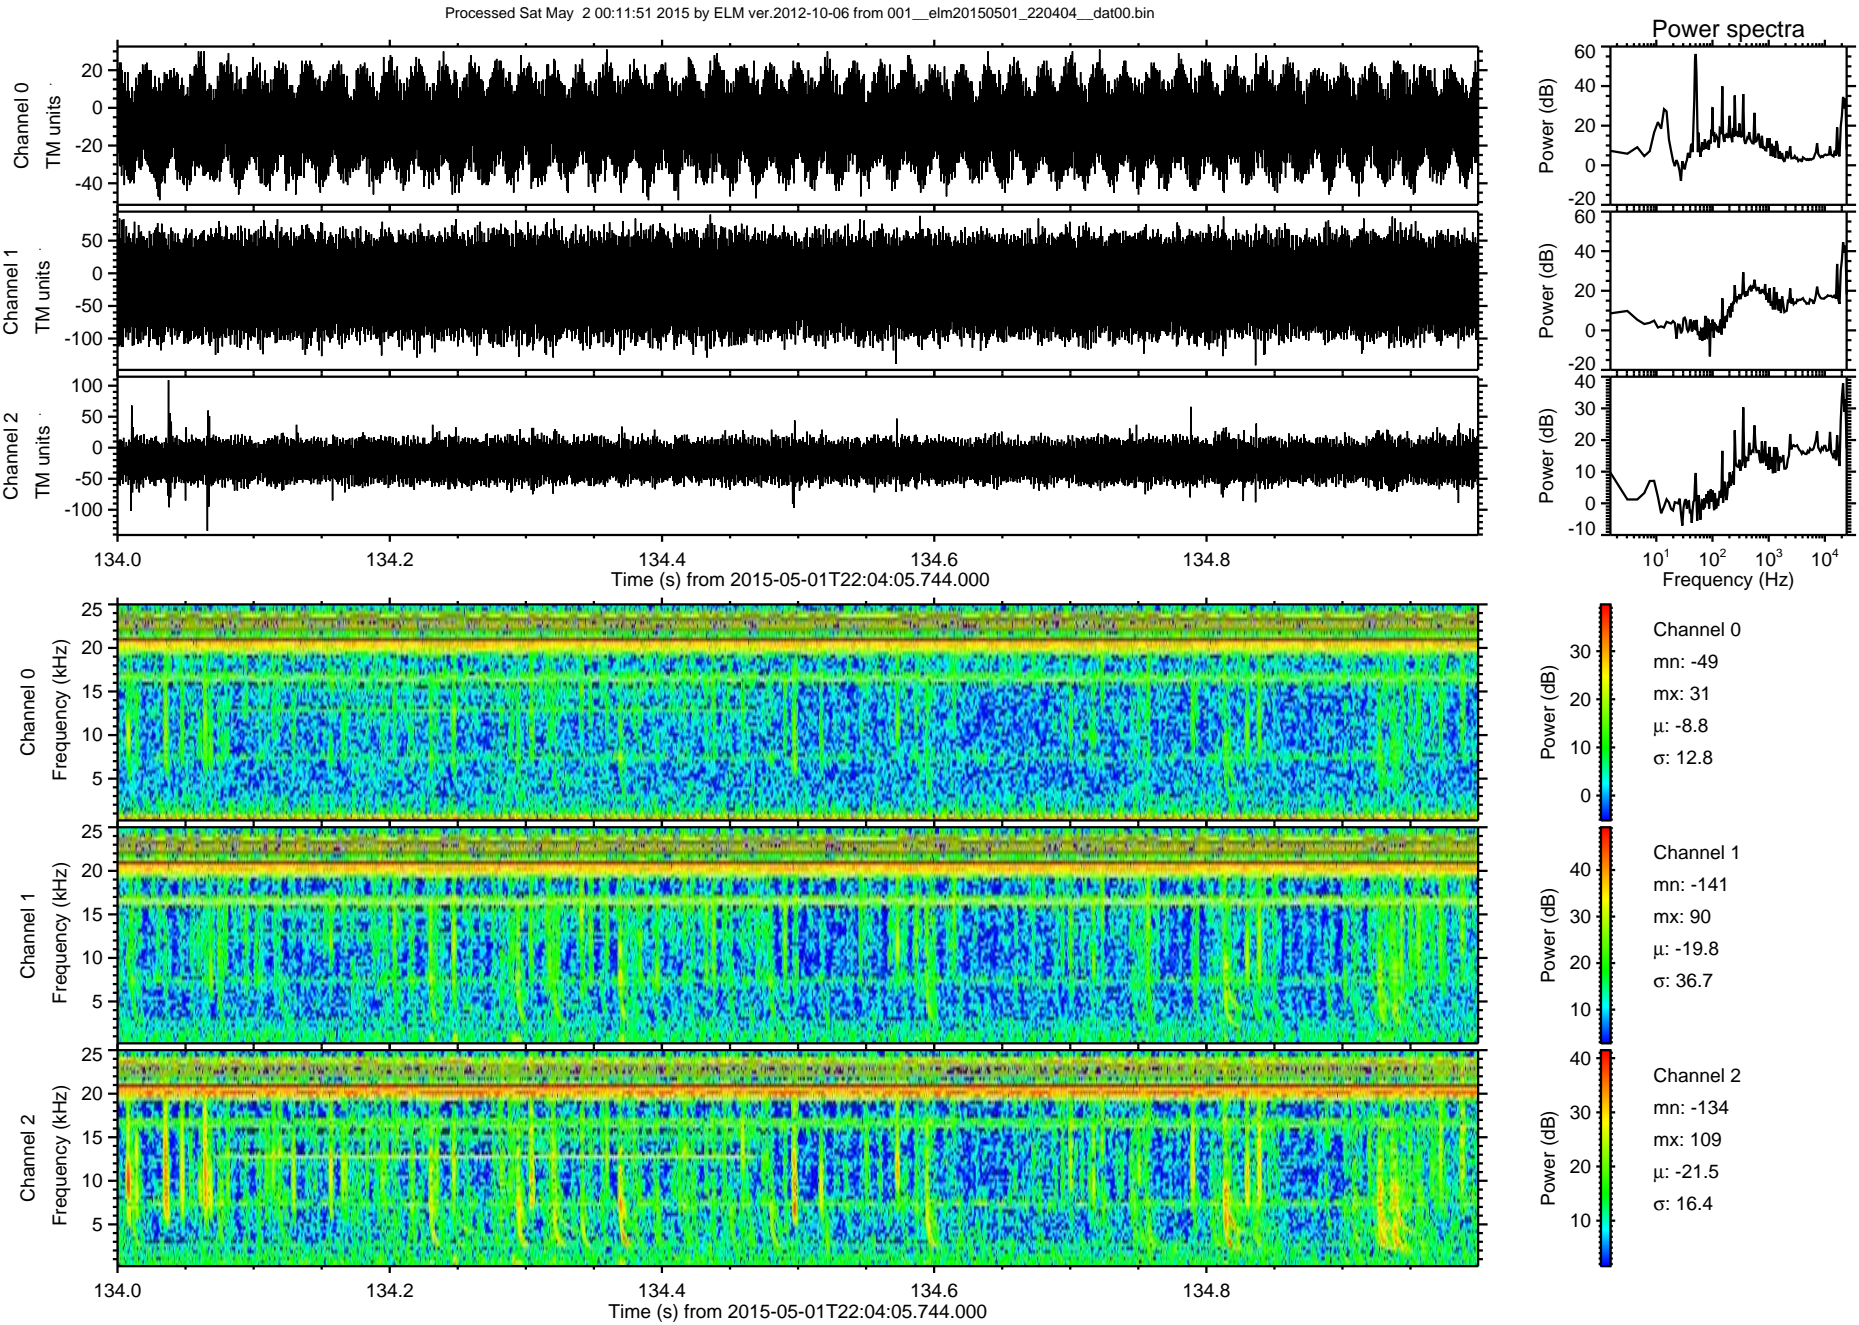 Processed Sat May  2 00:11:51 2015 by ELM ver.2012-10-06 from 001__elm20150501_220404__dat00.bin
Power spectra
Channel 0
TM units
20
0
-20
-40
Power (dB)
60
40
20
0
-20
Channel 1
TM units
50
0
-50
-100
Power (dB)
60
40
20
0
-20
Channel 2
TM units
100
50
0
-50
-100
Power (dB)
40
30
20
10
0
-10
134.0 134.2 134.4 134.6 134.8
Time (s) from 2015-05-01T22:04:05.744.000
10^1 10^2 10^3 10^4
Frequency (Hz)
Channel 0
Frequency (kHz)
25
20
15
10
5
Power (dB)
30
20
10
0
Channel 0
mn: -49
mx: 31
μ: -8.8
σ: 12.8
Channel 1
Frequency (kHz)
25
20
15
10
5
Power (dB)
40
30
20
10
Channel 1
mn: -141
mx: 90
μ: -19.8
σ: 36.7
Channel 2
Frequency (kHz)
25
20
15
10
5
Power (dB)
40
30
20
10
Channel 2
mn: -134
mx: 109
μ: -21.5
σ: 16.4
134.0 134.2 134.4 134.6 134.8
Time (s) from 2015-05-01T22:04:05.744.000